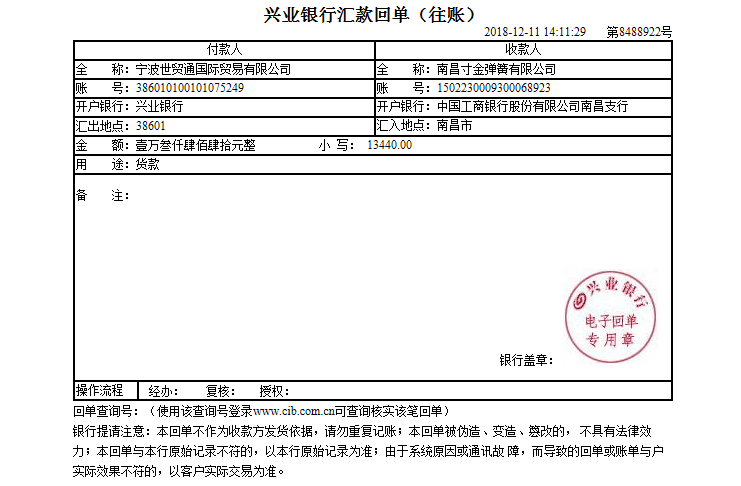 兴业银行汇款回单（往账）
2018-12-11 14:11:29 第8488922号
付款人 收款人
全 称：宁波世贸通国际贸易有限公司 全 称：南昌寸金弹簧有限公司
账 号：386010100101075249 账 号：1502230009300068923
开户银行：兴业银行 开户银行：中国工商银行股份有限公司南昌支行
汇出地点：38601 汇入地点：南昌市
金 额：壹万叁仟肆佰肆拾元整 小 写： 13440.00
用 途：货款
备 注：
兴业银行
电子回单
专用章
银行盖章：
操作流程 经办： 复核： 授权：
回单查询号：（使用该查询号登录www.cib.com.cn可查询核实该笔回单）
银行提请注意：本回单不作为收款方发货依据，请勿重复记账；本回单被伪造、变造、篡改的，不具有法律效
力；本回单与本行原始记录不符的，以本行原始记录为准；由于系统原因或通讯故 障，而导致的回单或账单与户
实际效果不符的，以客户实际交易为准。